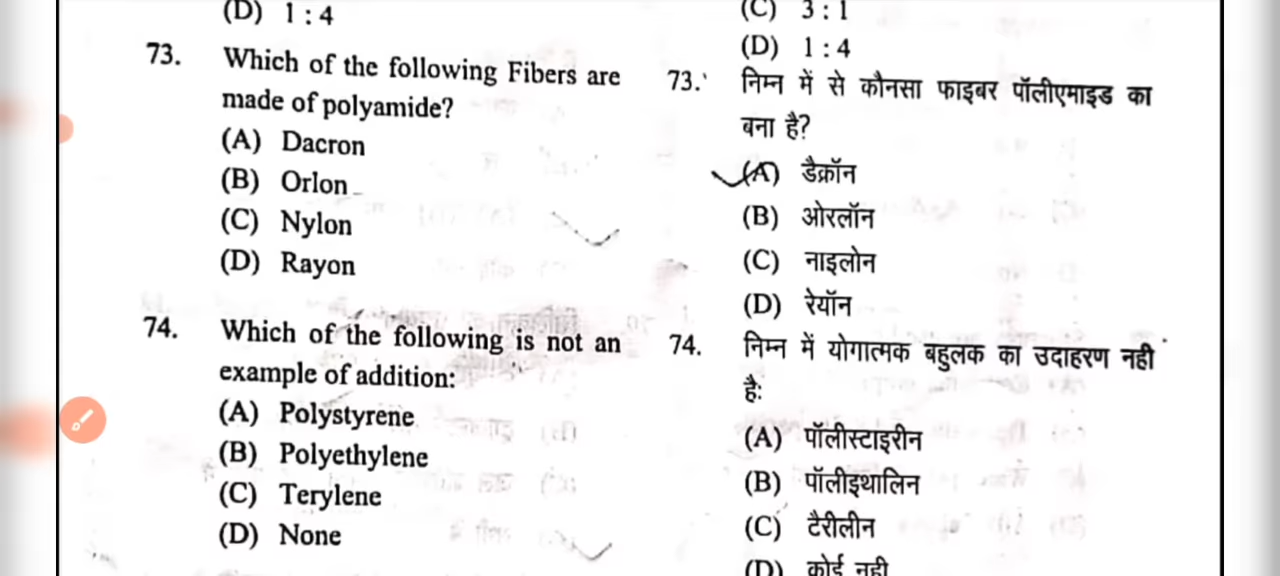 (D) 1 : 4
73. Which of the following Fibers are
made of polyamide?
(A) Dacron
(B) Orlon
(C) Nylon
(D) Rayon
74. Which of the following is not an
example of addition:
(A) Polystyrene
(B) Polyethylene
(C) Terylene
(D) None
(C) 3 : 1
(D) 1 : 4
73. निम्न में से कौनसा फाइबर पॉलीएमाइड का
बना है?
(A) डैक्रॉन
(B) ओरलॉन
(C) नाइलोन
(D) रेयॉन
74. निम्न में योगात्मक बहुलक का उदाहरण नही
है:
(A) पॉलीस्टाइरीन
(B) पॉलीइथालिन
(C) टैरीलीन
(D) कोई नही